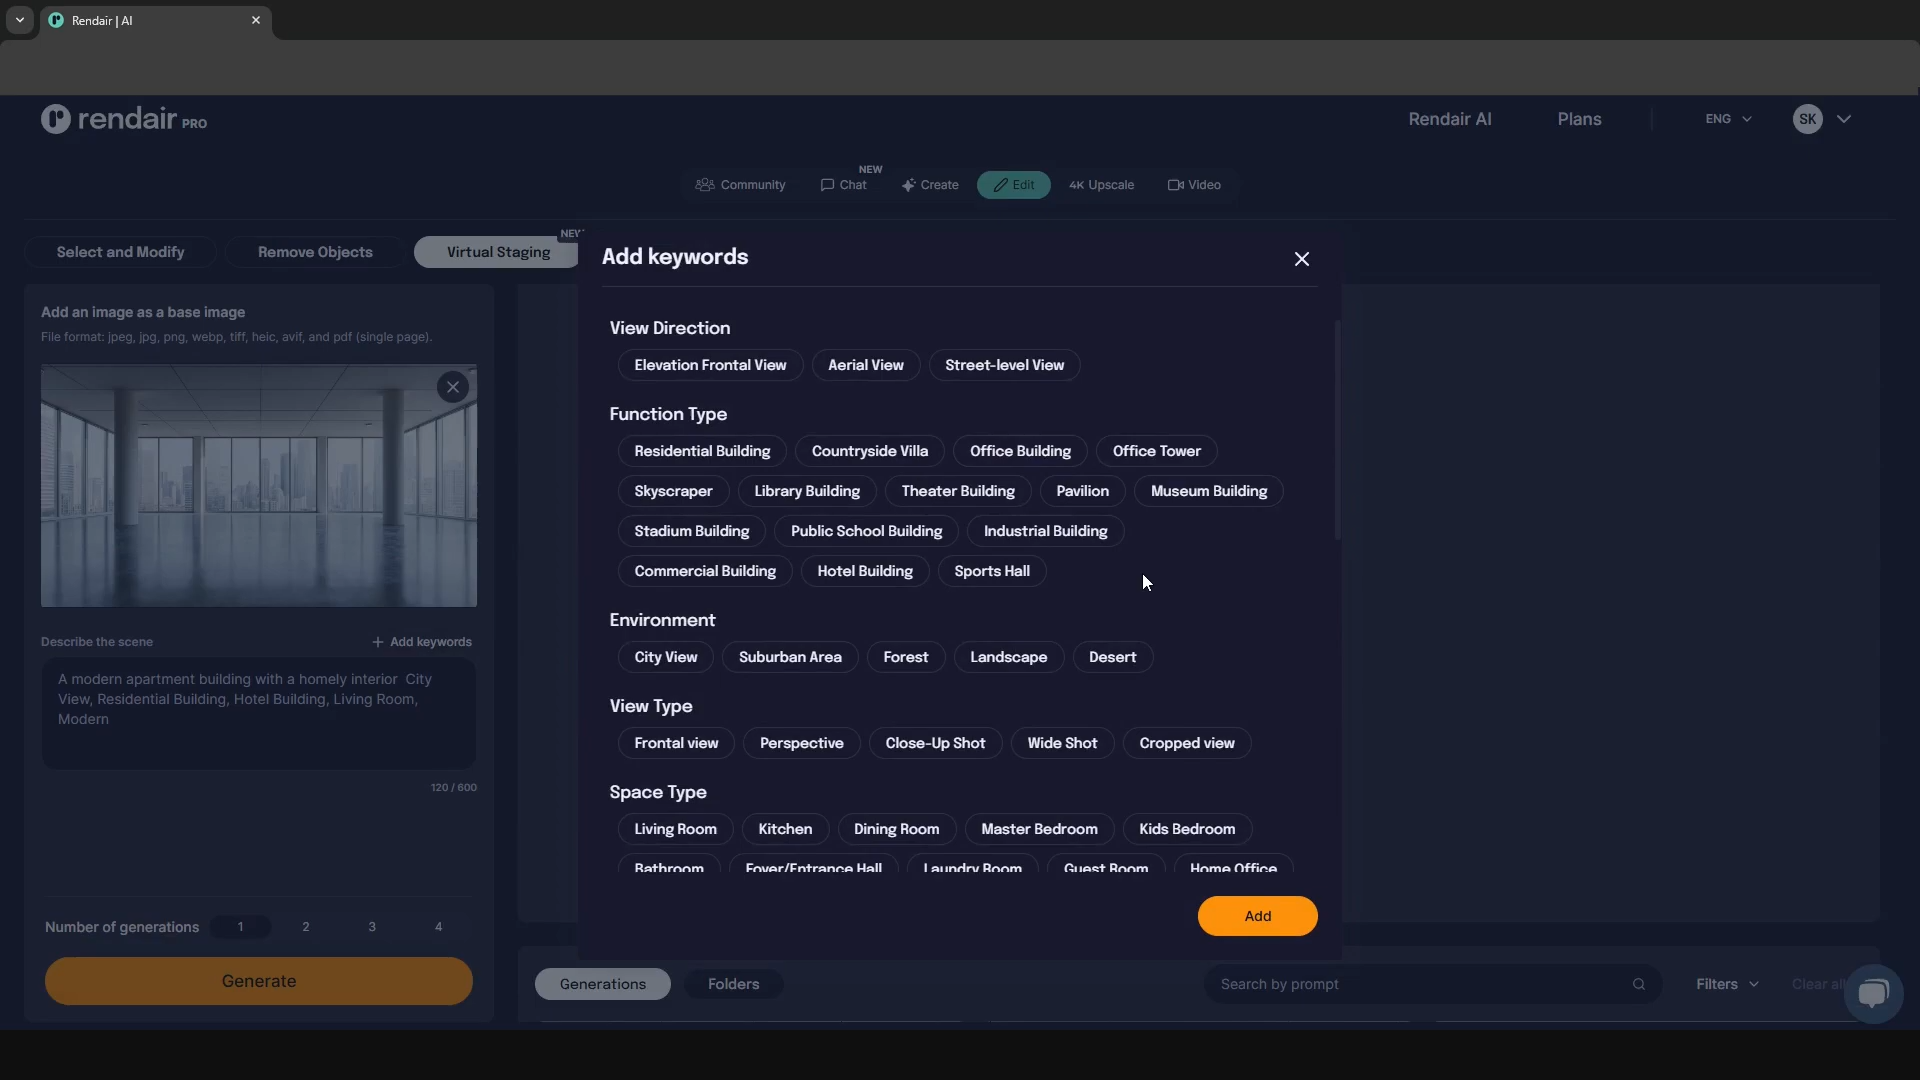 Rendair | AI
rendair PRO
Rendair AI
Plans
ENG
SK
Community
Chat
NEW
Create
Edit
4K Upscale
Video
Select and Modify
Remove Objects
Virtual Staging
NEW
Add an image as a base image
File format: jpeg, jpg, png, webp, tiff, heic, avif, and pdf (single page).
Describe the scene
+ Add keywords
A modern apartment building with a homely interior City
View, Residential Building, Hotel Building, Living Room,
Modern
120 / 600
Number of generations
1
2
3
4
Generate
Add keywords
View Direction
Elevation Frontal View
Aerial View
Street-level View
Function Type
Residential Building
Countryside Villa
Office Building
Office Tower
Skyscraper
Library Building
Theater Building
Pavilion
Museum Building
Stadium Building
Public School Building
Industrial Building
Commercial Building
Hotel Building
Sports Hall
Environment
City View
Suburban Area
Forest
Landscape
Desert
View Type
Frontal view
Perspective
Close-Up Shot
Wide Shot
Cropped view
Space Type
Living Room
Kitchen
Dining Room
Master Bedroom
Kids Bedroom
Bathroom
Foyer/Entrance Hall
Laundry Room
Guest Room
Home Office
Add
Generations
Folders
Search by prompt
Filters
Clear all